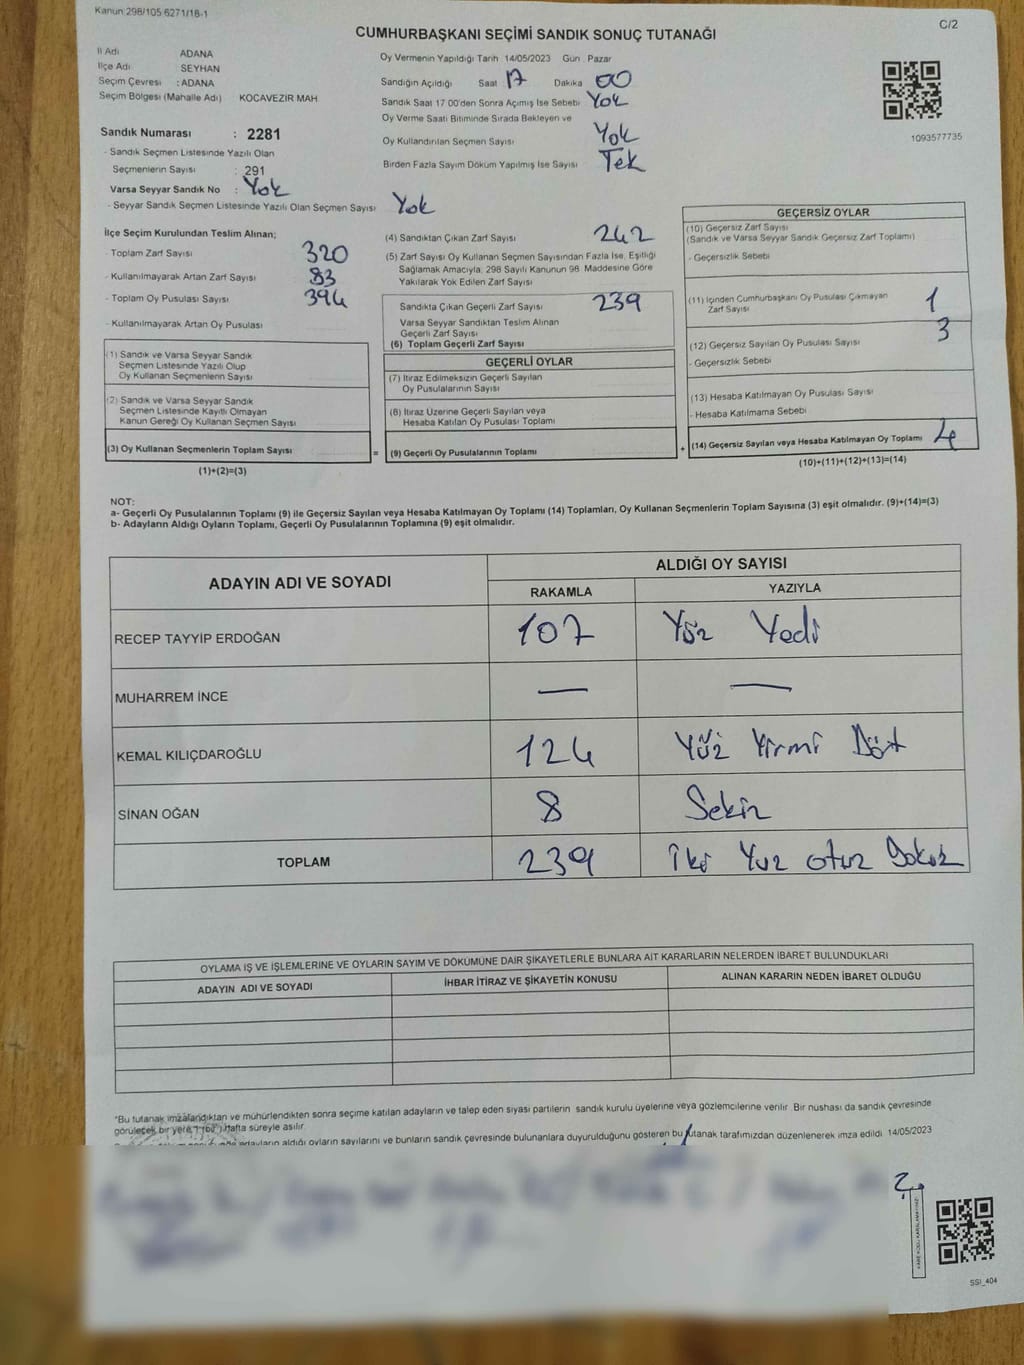 Kanun 298/105 6271/18-1
C/2
CUMHURBAŞKANI SEÇİMİ SANDIK SONUÇ TUTANAĞI
İl Adı ADANA
İlçe Adı : SEYHAN
Seçim Çevresi : ADANA
Seçim Bölgesi (Mahalle Adı) KOCAVEZIR MAH
Sandık Numarası : 2281
- Sandık Seçmen Listesinde Yazılı Olan
Seçmenlerin Sayısı : 291
Varsa Seyyar Sandık No : Yok
- Seyyar Sandık Seçmen Listesinde Yazılı Olan Seçmen Sayısı Yok
Oy Vermenin Yapıldığı Tarih 14/05/2023 Gün . Pazar
Sandığın Açıldığı Saat 17 Dakika 00
Sandık Saat 17 00'den Sonra Açımış İse Sebebi Yok
Oy Verme Saati Bitiminde Sırada Bekleyen ve
Oy Kullandırılan Seçmen Sayısı Yok
Birden Fazla Sayım Döküm Yapılmış İse Sayısı Tek
1093577735
İlçe Seçim Kurulundan Teslim Alınan;
- Toplam Zarf Sayısı 320
- Kullanılmayarak Artan Zarf Sayısı 83
- Toplam Oy Pusulası Sayısı 394
- Kullanılmayarak Artan Oy Pusulası
(1) Sandık ve Varsa Seyyar Sandık
Seçmen Listesinde Yazılı Olup
Oy Kullanan Seçmenlerin Sayısı
(2) Sandık ve Varsa Seyyar Sandık
Seçmen Listesinde Kayıtlı Olmayan
Kanun Gereği Oy Kullanan Seçmen Sayısı
(3) Oy Kullanan Seçmenlerin Toplam Sayısı
=
(1)+(2)=(3)
(4) Sandıktan Çıkan Zarf Sayısı 242
(5) Zarf Sayısı Oy Kullanan Seçmen Sayısından Fazla İse, Eşitliği
Sağlamak Amacıyla, 298 Sayılı Kanunun 98. Maddesine Göre
Yakılarak Yok Edilen Zarf Sayısı
Sandıkta Çıkan Geçerli Zarf Sayısı 239
Varsa Seyyar Sandıktan Teslim Alınan
Geçerli Zarf Sayısı
(6) Toplam Geçerli Zarf Sayısı
GEÇERLİ OYLAR
(7) İtiraz Edilmeksizin Geçerli Sayılan
Oy Pusulalarının Sayısı
(8) İtiraz Üzerine Geçerli Sayılan veya
Hesaba Katılan Oy Pusulası Toplamı
(9) Geçerli Oy Pusulalarının Toplamı
+
GEÇERSİZ OYLAR
(10) Geçersiz Zarf Sayısı
(Sandık ve Varsa Seyyar Sandık Geçersiz Zarf Toplamı)
- Geçersizlik Sebebi
(11) İçinden Cumhurbaşkanı Oy Pusulası Çıkmayan
Zarf Sayısı 1
(12) Geçersiz Sayılan Oy Pusulası Sayısı 3
- Geçersizlik Sebebi
(13) Hesaba Katılmayan Oy Pusulası Sayısı
- Hesaba Katılmama Sebebi
(14) Geçersiz Sayılan veya Hesaba Katılmayan Oy Toplamı 4
(10)+(11)+(12)+(13)=(14)
NOT:
a- Geçerli Oy Pusulalarının Toplamı (9) ile Geçersiz Sayılan veya Hesaba Katılmayan Oy Toplamı (14) Toplamları, Oy Kullanan Seçmenlerin Toplam Sayısına (3) eşit olmalıdır. (9)+(14)=(3)
b- Adayların Aldığı Oyların Toplamı, Geçerli Oy Pusulalarının Toplamına (9) eşit olmalıdır.
ADAYIN ADI VE SOYADI
ALDIĞI OY SAYISI
RAKAMLA YAZIYLA
RECEP TAYYİP ERDOĞAN 107 Yüz Yedi
MUHARREM İNCE — —
KEMAL KILIÇDAROĞLU 124 Yüz Yirmi Dört
SİNAN OĞAN 8 Sekiz
TOPLAM 239 İki Yuz otuz Dokuz
OYLAMA İŞ VE İŞLEMLERINE VE OYLARIN SAYIM VE DÖKÜMÜNE DAİR ŞİKAYETLERLE BUNLARA AİT KARARLARIN NELERDEN İBARET BULUNDUKLARI
ADAYIN ADI VE SOYADI İHBAR İTİRAZ VE ŞİKAYETİN KONUSU ALINAN KARARIN NEDEN İBARET OLDUĞU
*Bu tutanak imzalandıktan ve mühürlendikten sonra seçime katılan adayların ve talep eden siyasi partilerin sandık kurulu üyelerine veya gözlemcilerine verilir Bir nushası da sandık çevresinde
görülecek bir yere, hafta süreyle asılır.
adayların aldığı oyların sayılarını ve bunların sandık çevresinde bulunanlara duyurulduğunu gösteren bu tutanak tarafımızdan düzenlenerek imza edildi 14/05/2023
SSI_404